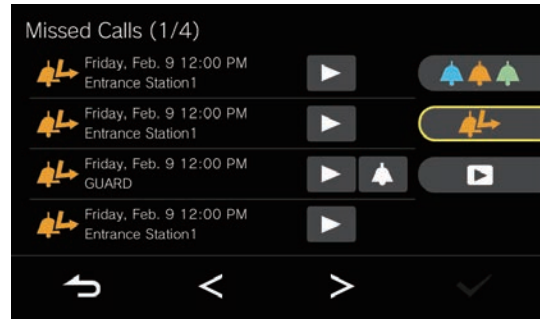 Missed Calls (1/4)
Friday, Feb. 9 12:00 PM
Entrance Station1
Friday, Feb. 9 12:00 PM
Entrance Station1
Friday, Feb. 9 12:00 PM
GUARD
Friday, Feb. 9 12:00 PM
Entrance Station1